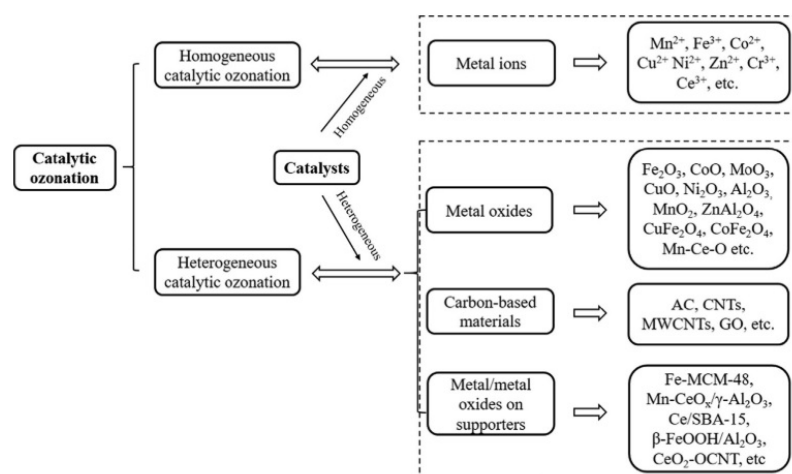 Catalytic
ozonation
Homogeneous
catalytic ozonation
Heterogeneous
catalytic ozonation
Catalysts
Homogeneous
Heterogeneous
Metal ions
Mn²⁺, Fe³⁺, Co²⁺,
Cu²⁺ Ni²⁺, Zn²⁺, Cr³⁺,
Ce³⁺, etc.
Metal oxides
Fe₂O₃, CoO, MoO₃,
CuO, Ni₂O₃, Al₂O₃,
MnO₂, ZnAl₂O₄,
CuFe₂O₄, CoFe₂O₄,
Mn-Ce-O etc.
Carbon-based
materials
AC, CNTs,
MWCNTs, GO, etc.
Metal/metal
oxides on
supporters
Fe-MCM-48,
Mn-CeOₓ/γ-Al₂O₃,
Ce/SBA-15,
β-FeOOH/Al₂O₃,
CeO₂-OCNT, etc